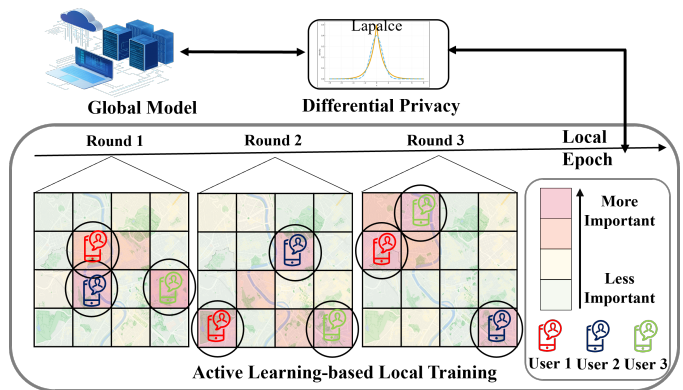 Lapalce
Global Model
Differential Privacy
Round 1
Round 2
Round 3
Local
Epoch
More
Important
Less
Important
User 1
User 2
User 3
Active Learning-based Local Training